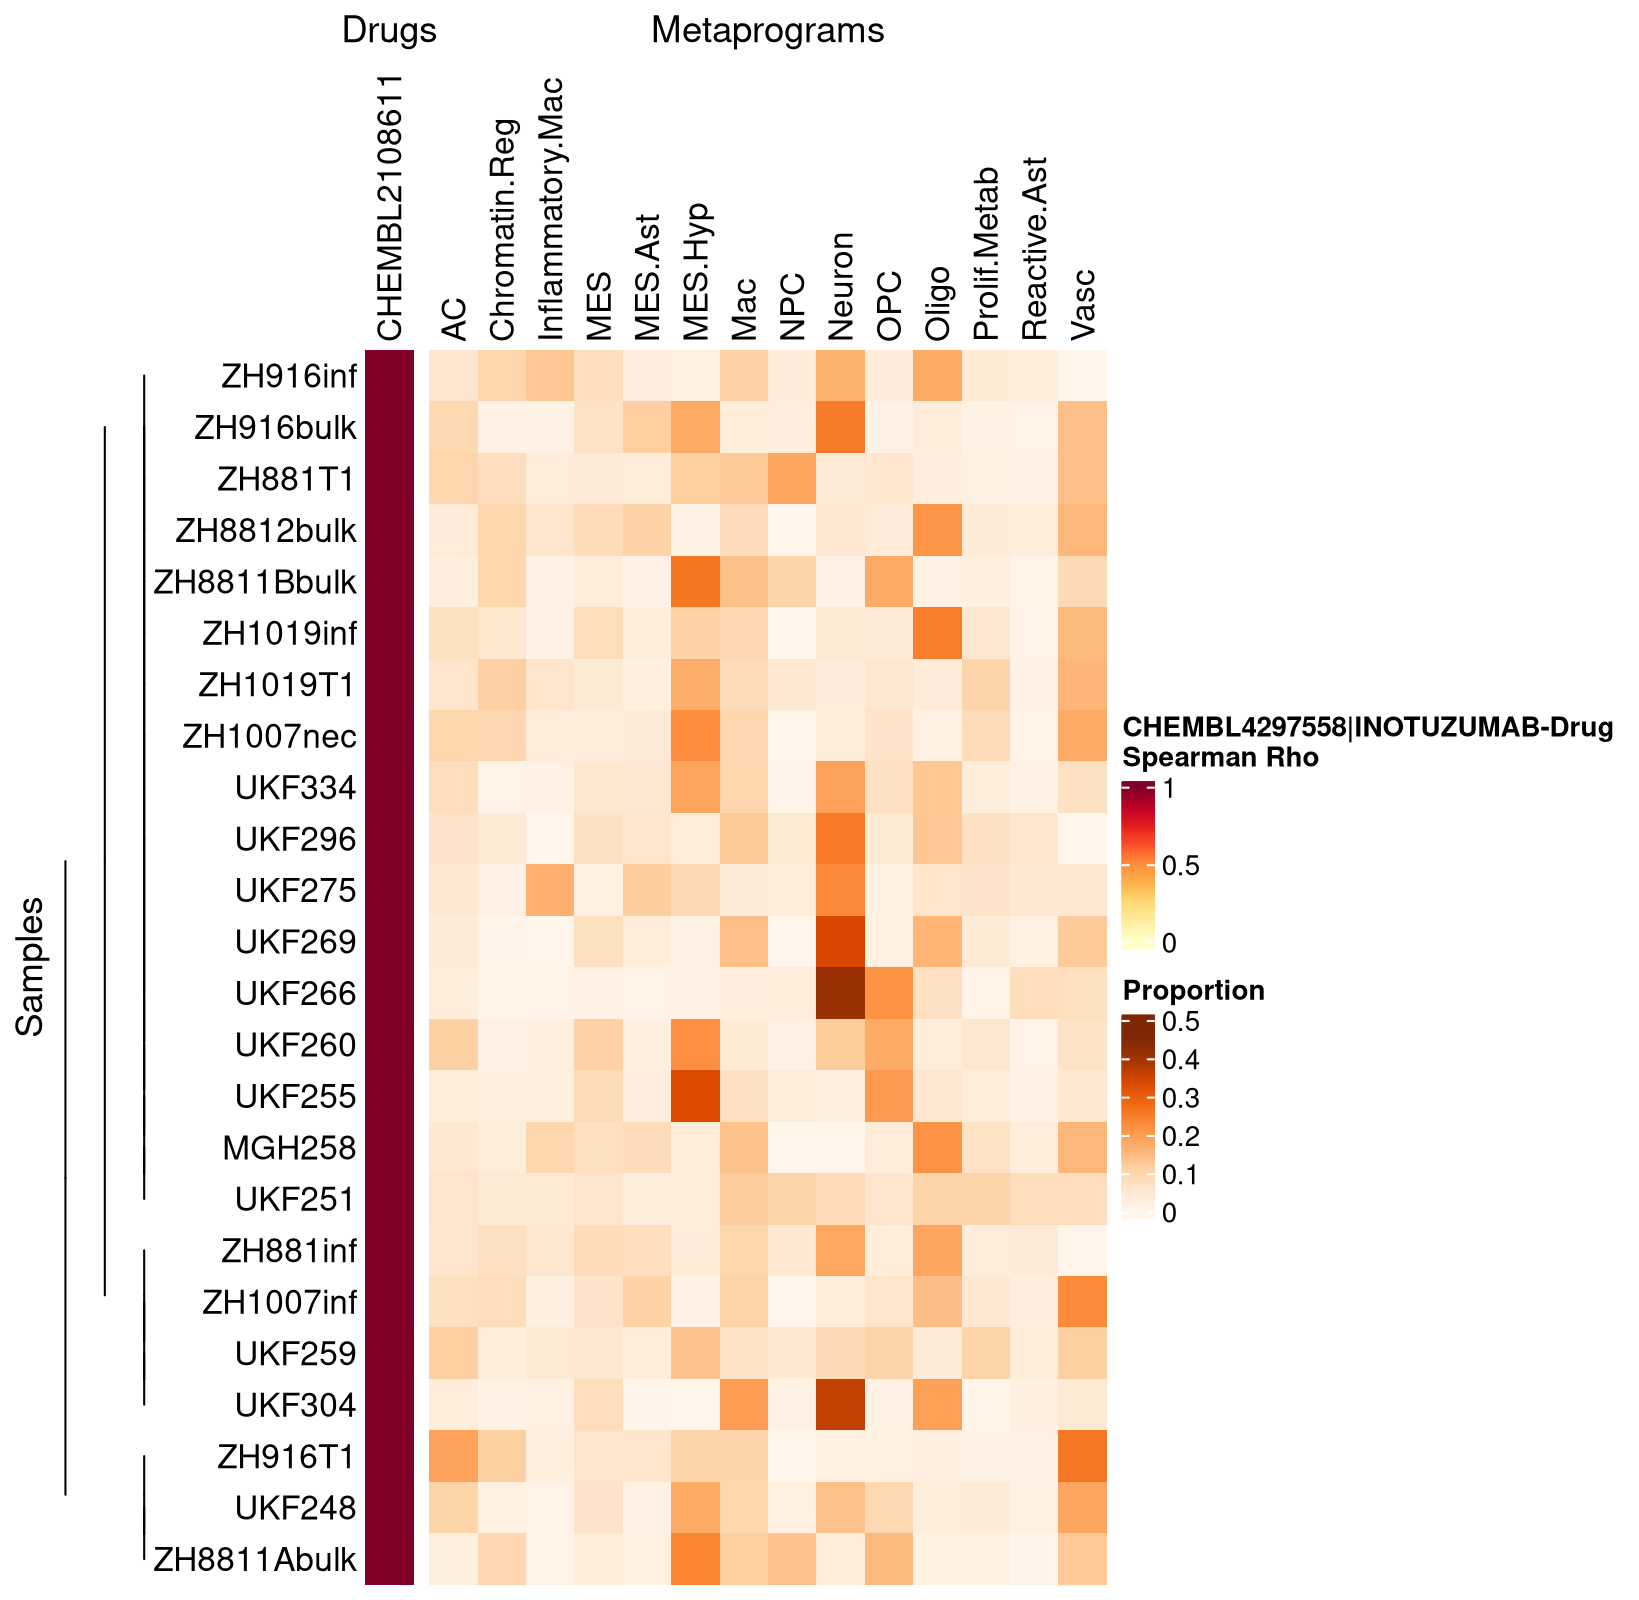 Drugs
Metaprograms
CHEMBL2108611
AC
Chromatin.Reg
Inflammatory.Mac
MES
MES.Ast
MES.Hyp
Mac
NPC
Neuron
OPC
Oligo
Prolif.Metab
Reactive.Ast
Vasc
Samples
ZH916inf
ZH916bulk
ZH881T1
ZH8812bulk
ZH8811Bbulk
ZH1019inf
ZH1019T1
ZH1007nec
UKF334
UKF296
UKF275
UKF269
UKF266
UKF260
UKF255
MGH258
UKF251
ZH881inf
ZH1007inf
UKF259
UKF304
ZH916T1
UKF248
ZH8811Abulk
CHEMBL4297558|INOTUZUMAB-Drug
Spearman Rho
1
0.5
0
Proportion
0.5
0.4
0.3
0.2
0.1
0